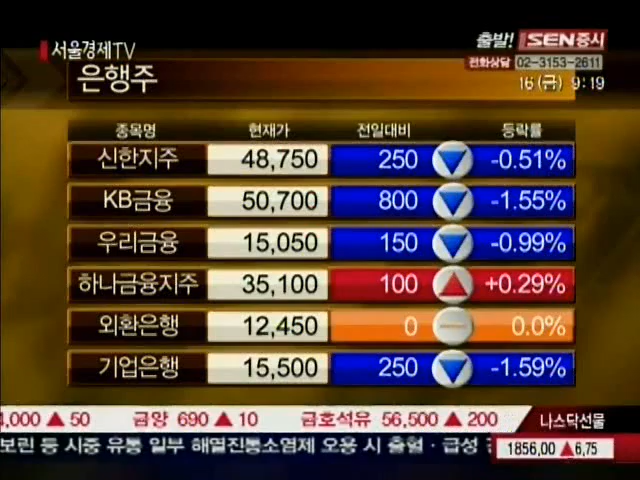 서울경제TV
출발! SEN증시
전화상담 02-3153-2611
은행주
16(금) 9:19
종목명 현재가 전일대비 등락률
신한지주 48,750 250 ▼ -0.51%
KB금융 50,700 800 ▼ -1.55%
우리금융 15,050 150 ▼ -0.99%
하나금융지주 35,100 100 ▲ +0.29%
외환은행 12,450 0 – 0.0%
기업은행 15,500 250 ▼ -1.59%
4,000 ▲ 50 금양 690 ▲ 10 금호석유 56,500 ▲ 200 나스닥선물
보린 등 시중 유통 일부 해열진통소염제 오용 시 출혈·급성
1856,00 ▲6,75